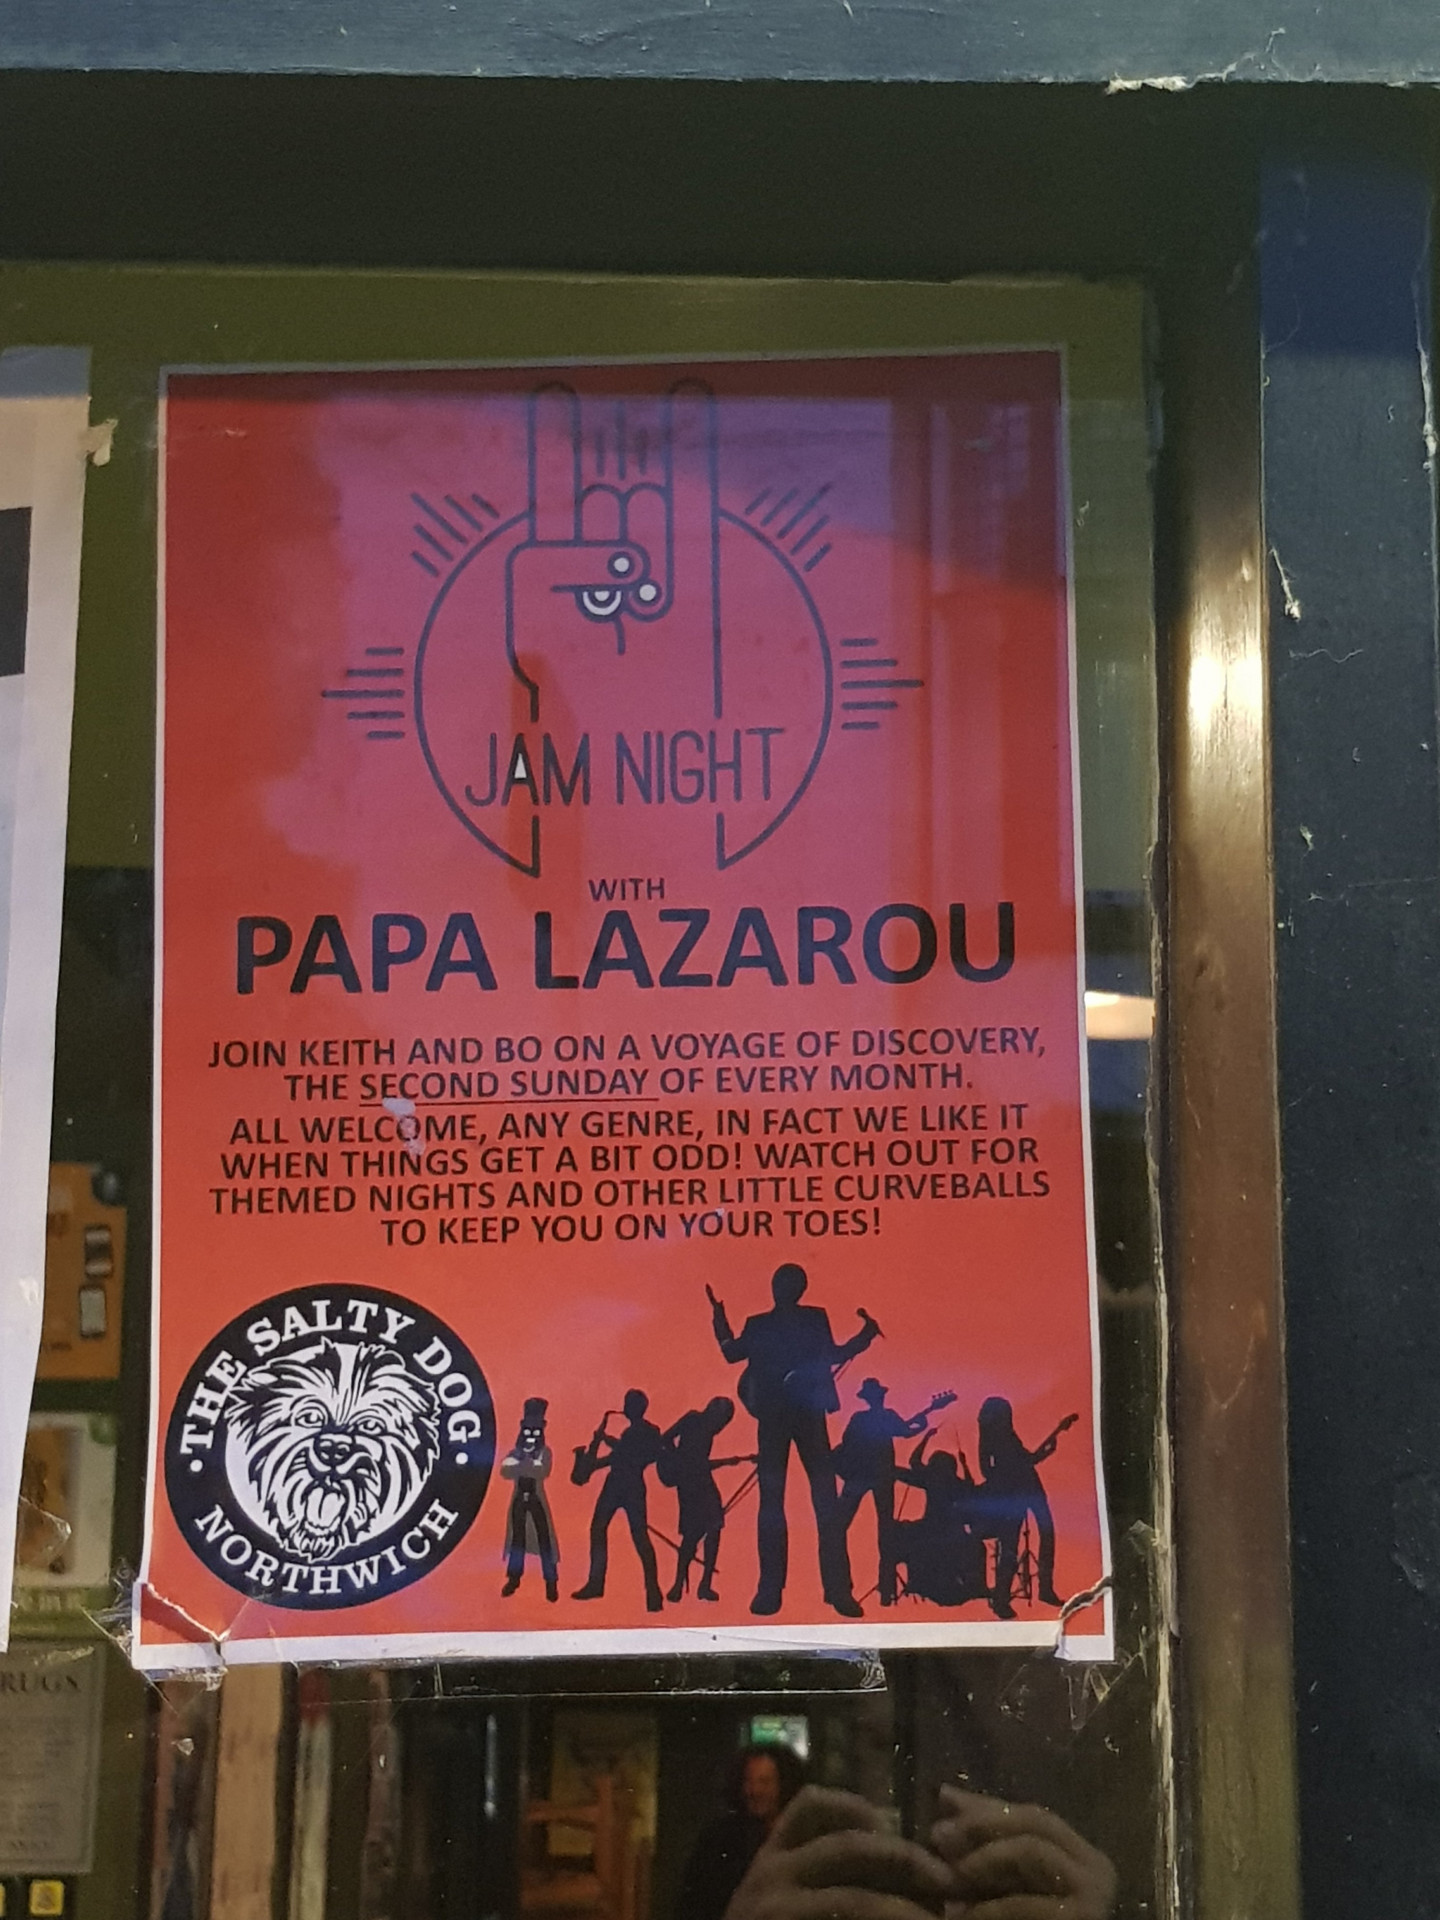 JAM NIGHT
WITH
PAPA LAZAROU
JOIN KEITH AND BO ON A VOYAGE OF DISCOVERY,
THE SECOND SUNDAY OF EVERY MONTH.
ALL WELCOME, ANY GENRE, IN FACT WE LIKE IT
WHEN THINGS GET A BIT ODD! WATCH OUT FOR
THEMED NIGHTS AND OTHER LITTLE CURVEBALLS
TO KEEP YOU ON YOUR TOES!
· THE SALTY DOG ·
NORTHWICH
RUGS